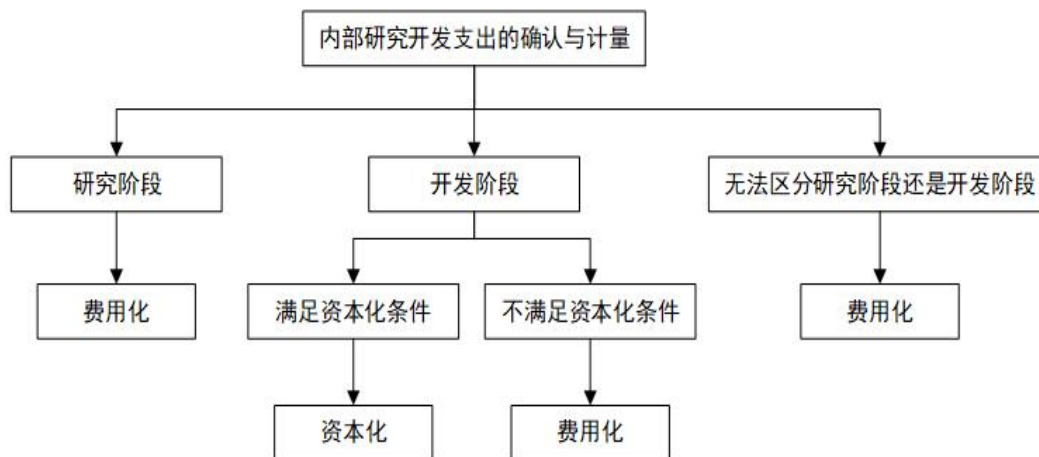 内部研究开发支出的确认与计量
研究阶段
开发阶段
无法区分研究阶段还是开发阶段
费用化
满足资本化条件
不满足资本化条件
费用化
资本化
费用化